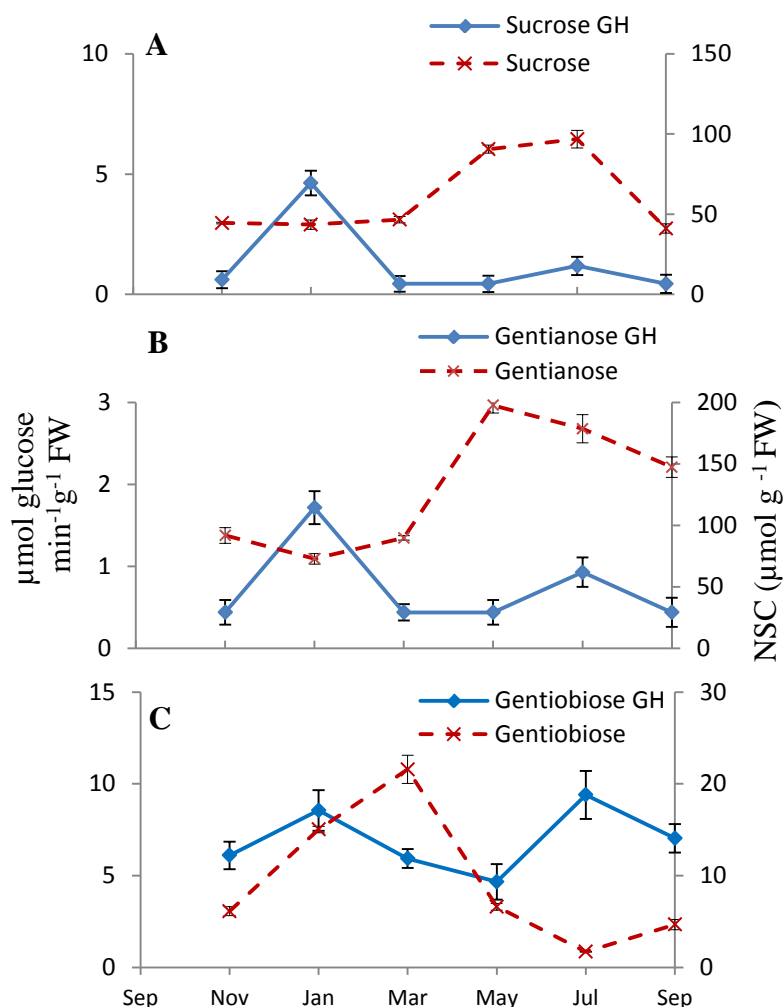 A
Sucrose GH
Sucrose
10
5
0
150
100
50
0
B
Gentianose GH
Gentianose
3
2
1
0
200
150
100
50
0
µmol glucose
min-1g-1 FW
NSC (µmol g -1 FW)
C
Gentiobiose GH
Gentiobiose
15
10
5
0
30
20
10
0
Sep Nov Jan Mar May Jul Sep